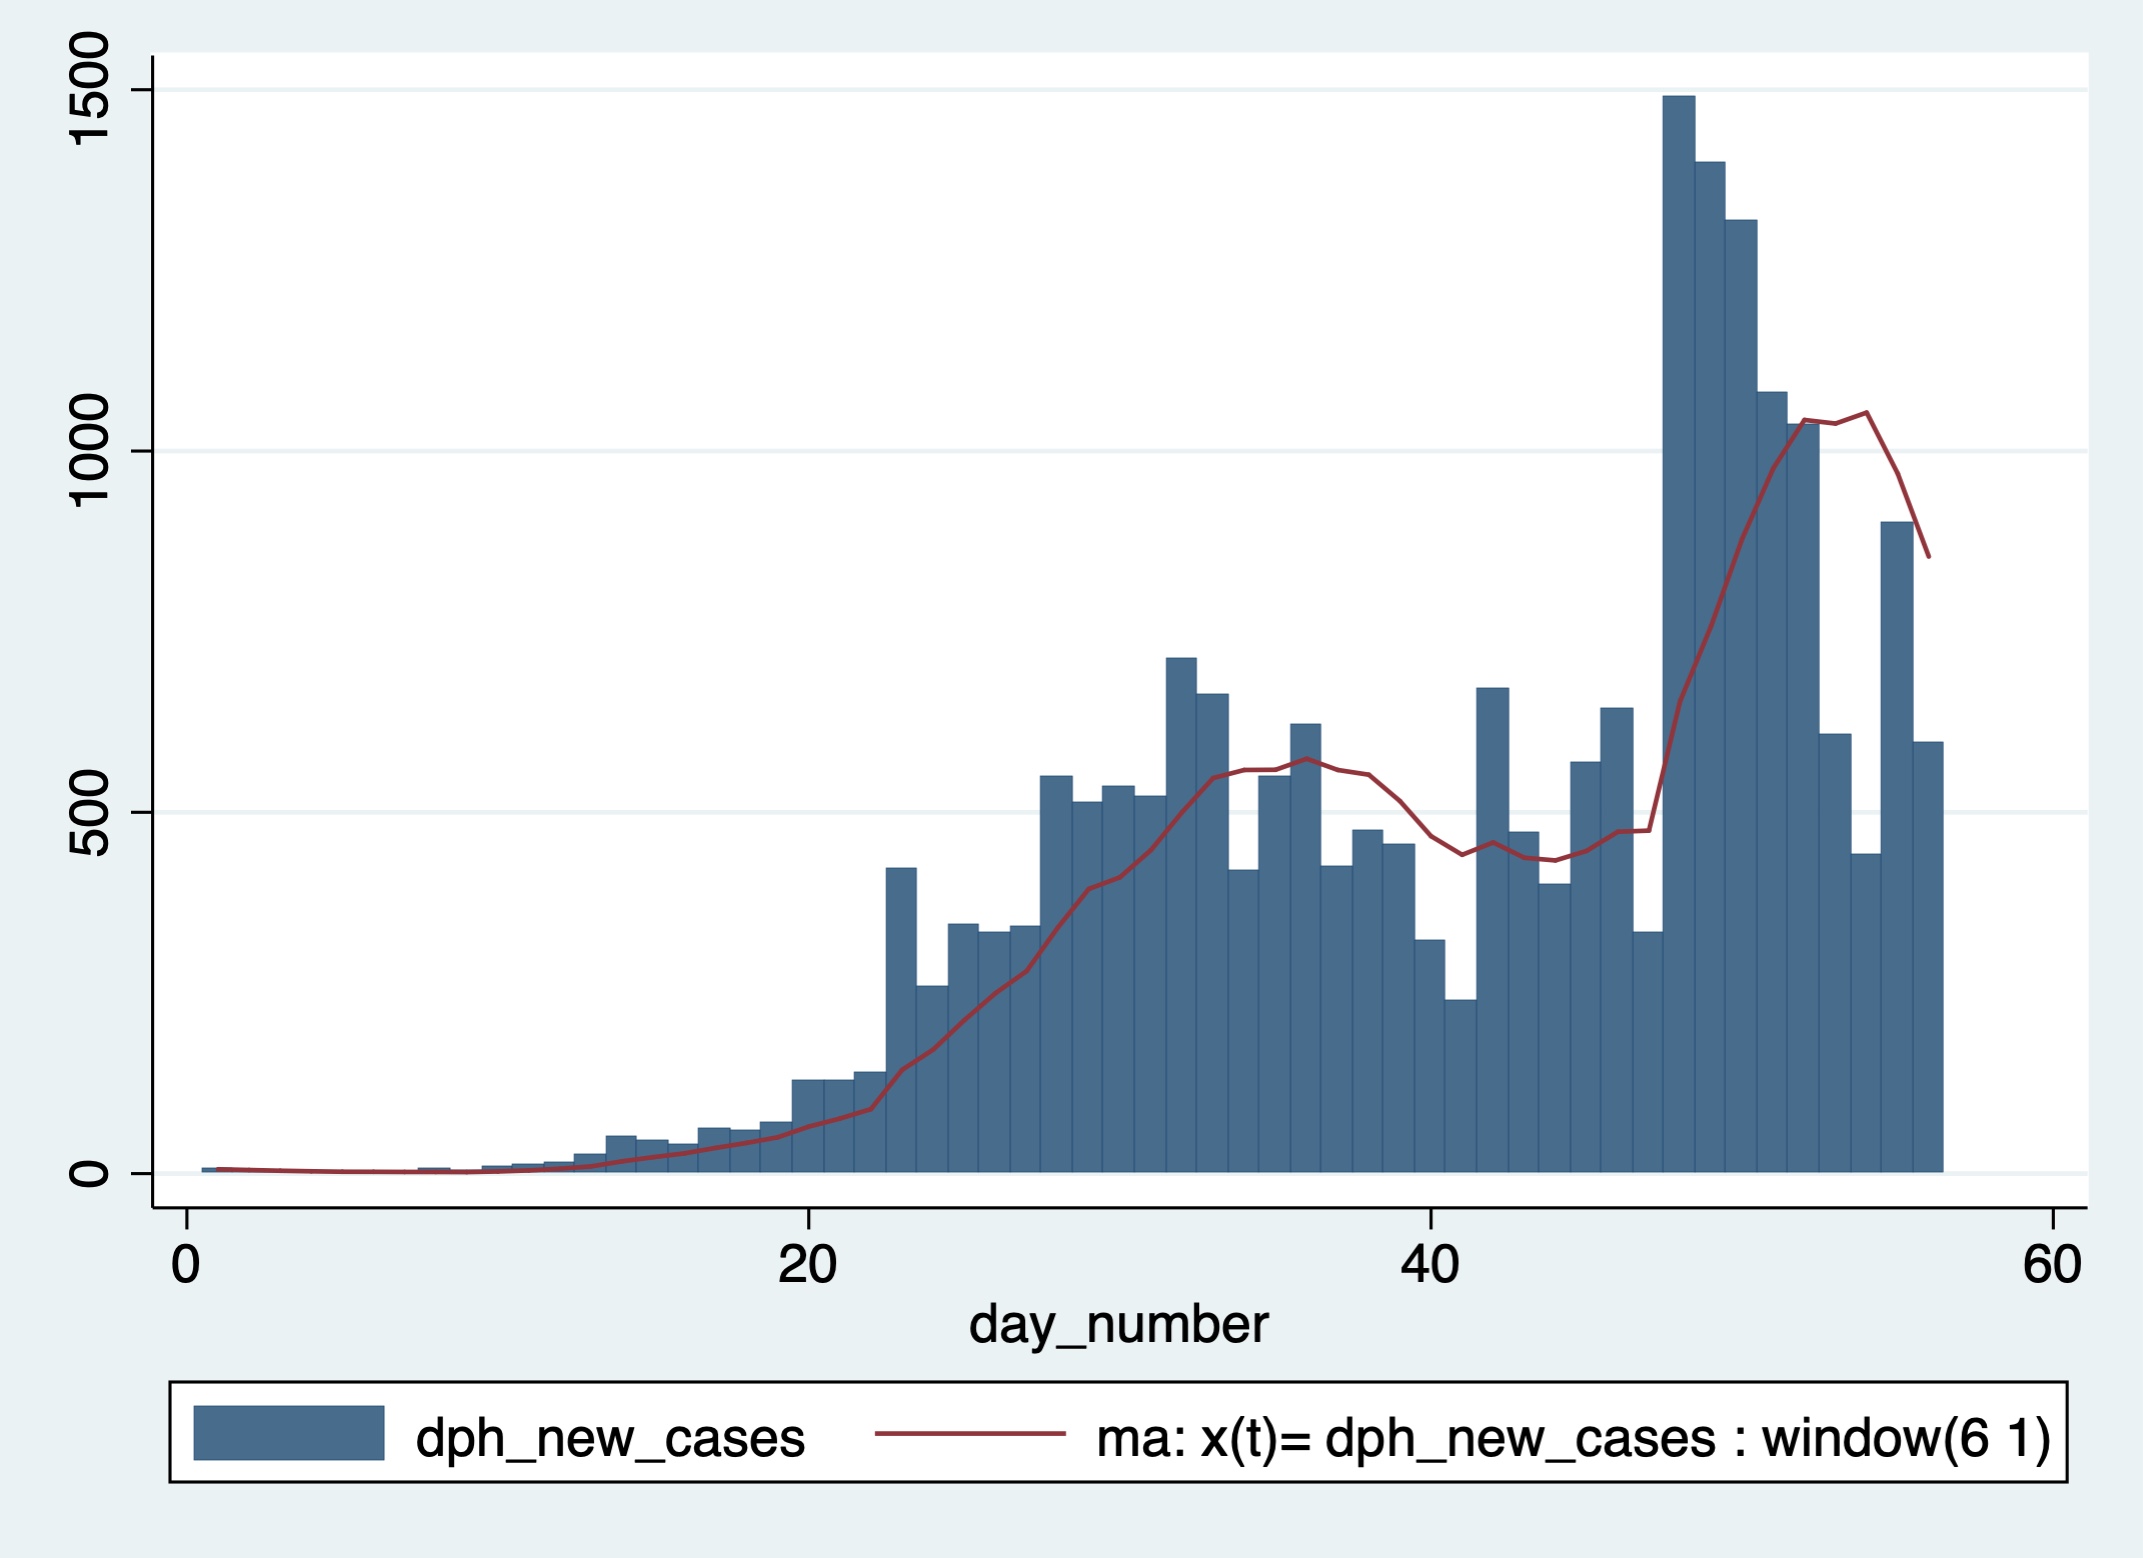 1500
1000
500
0
0 20 40 60
day_number
dph_new_cases ma: x(t)= dph_new_cases : window(6 1)